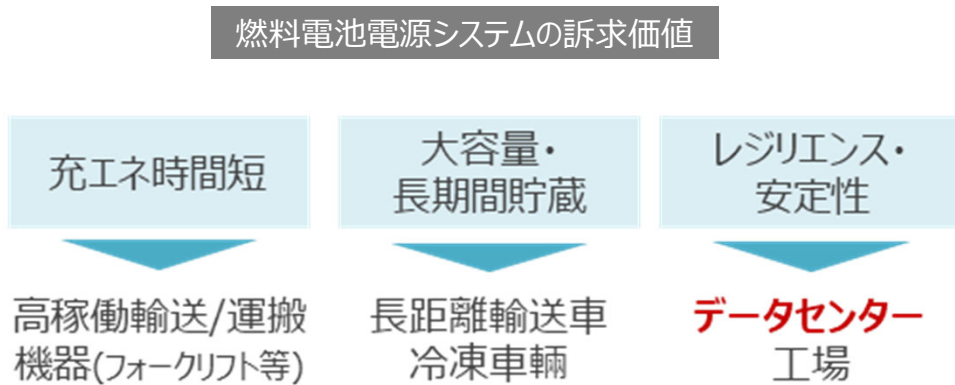 燃料電池電源システムの訴求価値
充エネ時間短
高稼働輸送/運搬
機器(フォークリフト等)
大容量・
長期間貯蔵
長距離輸送車
冷凍車輛
レジリエンス・
安定性
データセンター
工場